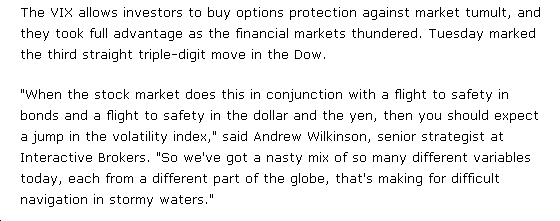 The VIX allows investors to buy options protection against market tumult, and
they took full advantage as the financial markets thundered. Tuesday marked
the third straight triple-digit move in the Dow.
"When the stock market does this in conjunction with a flight to safety in
bonds and a flight to safety in the dollar and the yen, then you should expect
a jump in the volatility index," said Andrew Wilkinson, senior strategist at
Interactive Brokers. "So we've got a nasty mix of so many different variables
today, each from a different part of the globe, that's making for difficult
navigation in stormy waters."